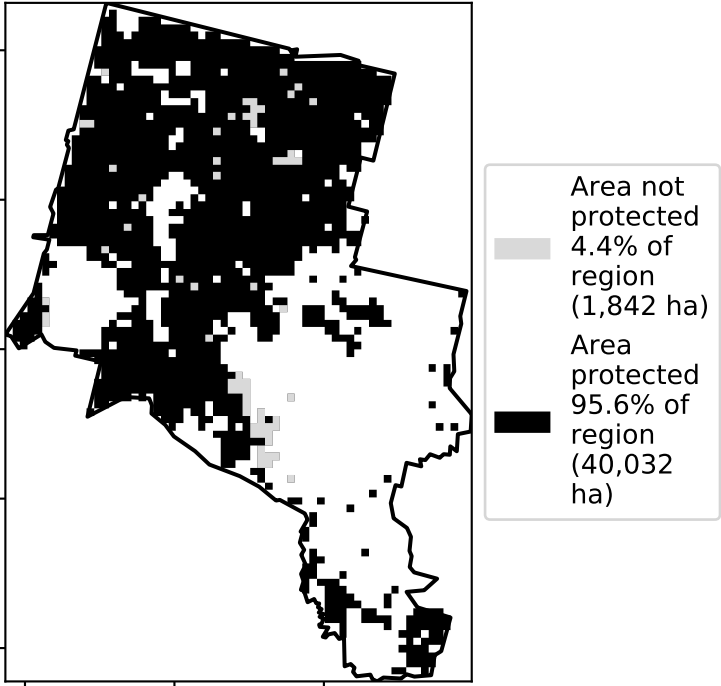 Area not
protected
4.4% of
region
(1,842 ha)
Area
protected
95.6% of
region
(40,032
ha)